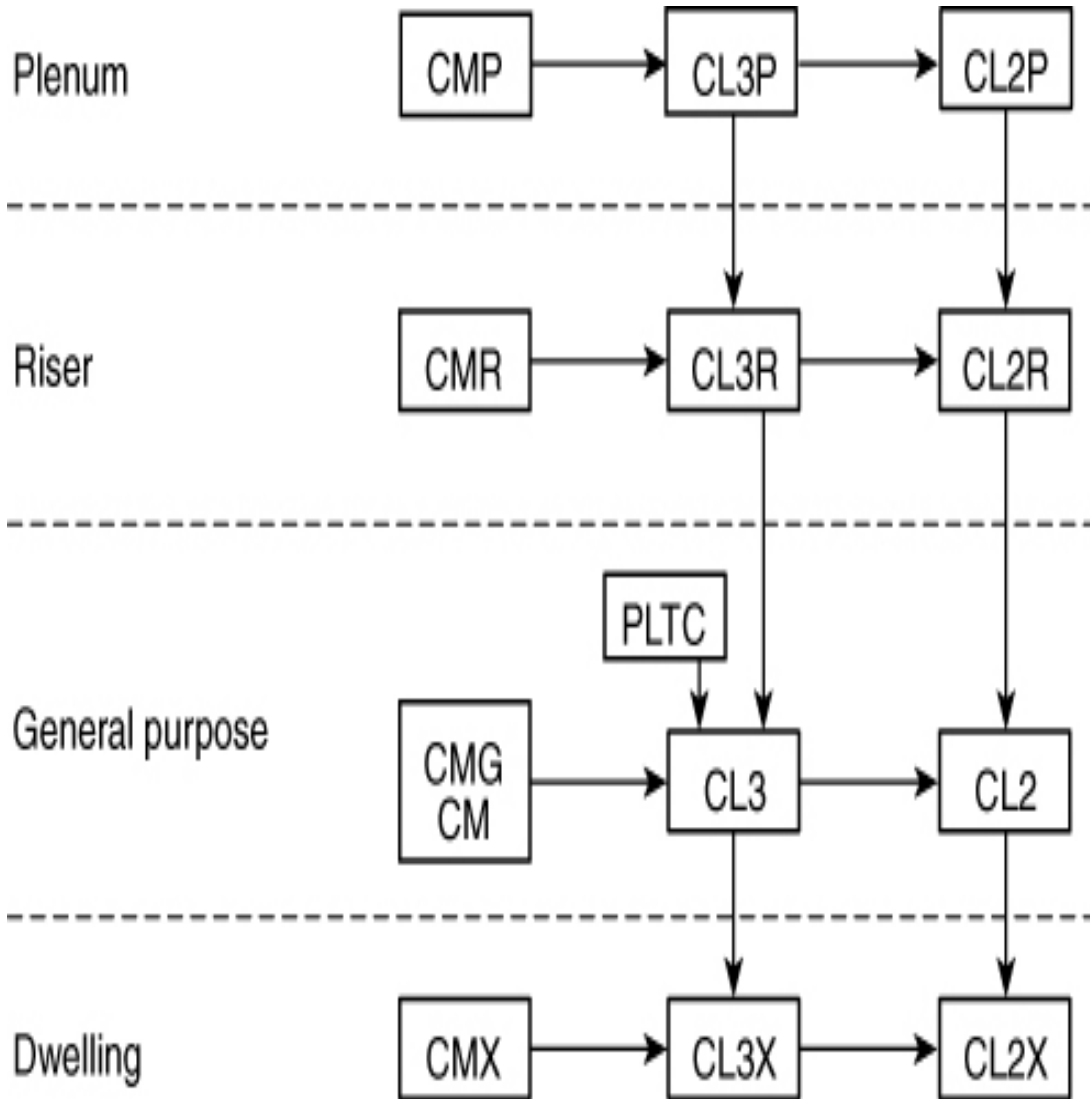 Plenum
CMP
CL3P
CL2P
Riser
CMR
CL3R
CL2R
PLTC
General purpose
CMG
CM
CL3
CL2
Dwelling
CMX
CL3X
CL2X